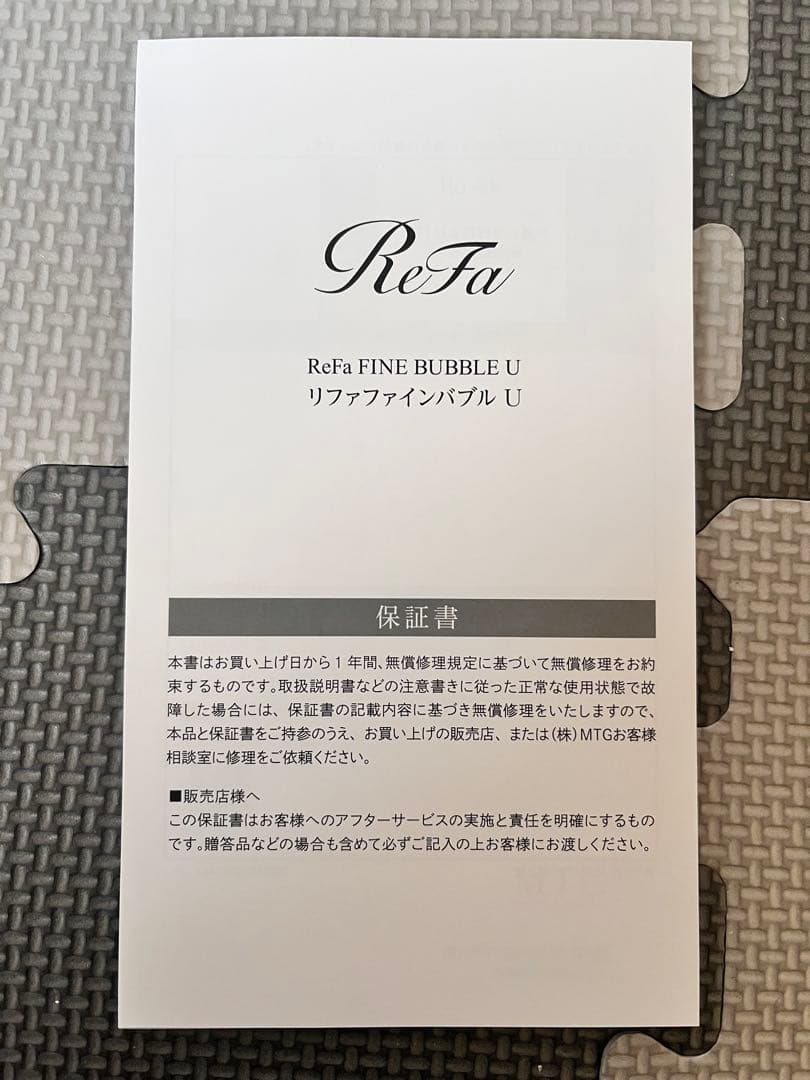 ReFa
ReFa FINE BUBBLE U
リファファインバブル U
保証書
本書はお買い上げ日から1年間、無償修理規定に基づいて無償修理をお約
束するものです。取扱説明書などの注意書きに従った正常な使用状態で故
障した場合には、保証書の記載内容に基づき無償修理をいたしますので、
本品と保証書をご持参のうえ、お買い上げの販売店、または(株)MTGお客様
相談室に修理をご依頼ください。
■販売店様へ
この保証書はお客様へのアフターサービスの実施と責任を明確にするもの
です。贈答品などの場合も含めて必ずご記入の上お客様にお渡しください。